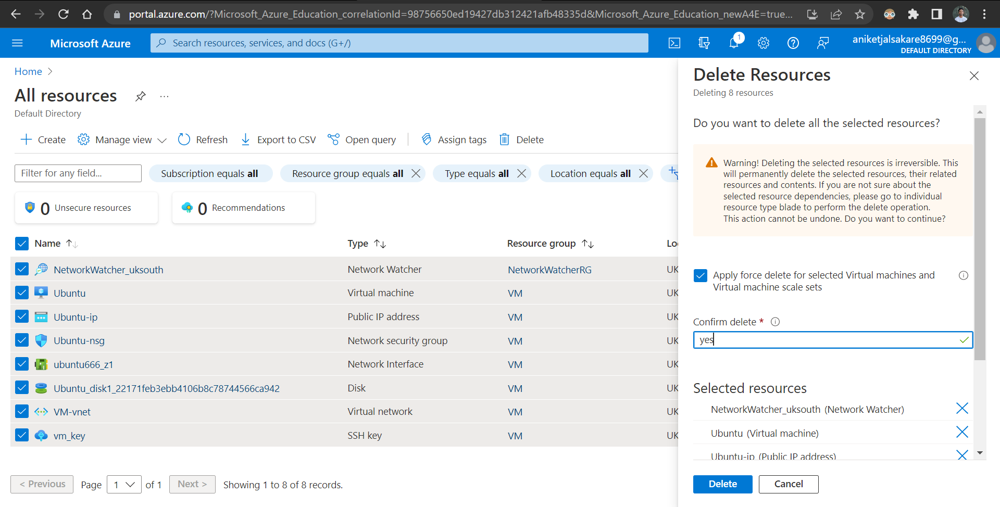 portal.azure.com/?Microsoft_Azure_Education_correlationId=98756650ed19427db312421afb48335d&Microsoft_Azure_Education_newA4E=true...
Microsoft Azure
Search resources, services, and docs (G+/)
1
aniketjalsakare8699@g...
DEFAULT DIRECTORY
Home
All resources
...
Default Directory
Create
Manage view
Refresh
Export to CSV
Open query
Assign tags
Delete
Filter for any field...
Subscription equals all
Resource group equals all
Type equals all
Location equals all
0 Unsecure resources
0 Recommendations
Name Type Resource group Lo
NetworkWatcher_uksouth Network Watcher NetworkWatcherRG UK
Ubuntu Virtual machine VM UK
Ubuntu-ip Public IP address VM UK
Ubuntu-nsg Network security group VM UK
ubuntu666_z1 Network Interface VM UK
Ubuntu_disk1_22171feb3ebb4106b8c78744566ca942 Disk VM UK
VM-vnet Virtual network VM UK
vm_key SSH key VM UK
< Previous Page 1 of 1 Next > Showing 1 to 8 of 8 records.
Delete Resources
Deleting 8 resources
Do you want to delete all the selected resources?
Warning! Deleting the selected resources is irreversible. This
will permanently delete the selected resources, their related
resources and contents. If you are not sure about the
selected resource dependencies, please go to individual
resource type blade to perform the delete operation.
This action cannot be undone. Do you want to continue?
Apply force delete for selected Virtual machines and
Virtual machine scale sets
Confirm delete *
yes
Selected resources
NetworkWatcher_uksouth (Network Watcher)
Ubuntu (Virtual machine)
Ubuntu-ip (Public IP address)
Delete
Cancel